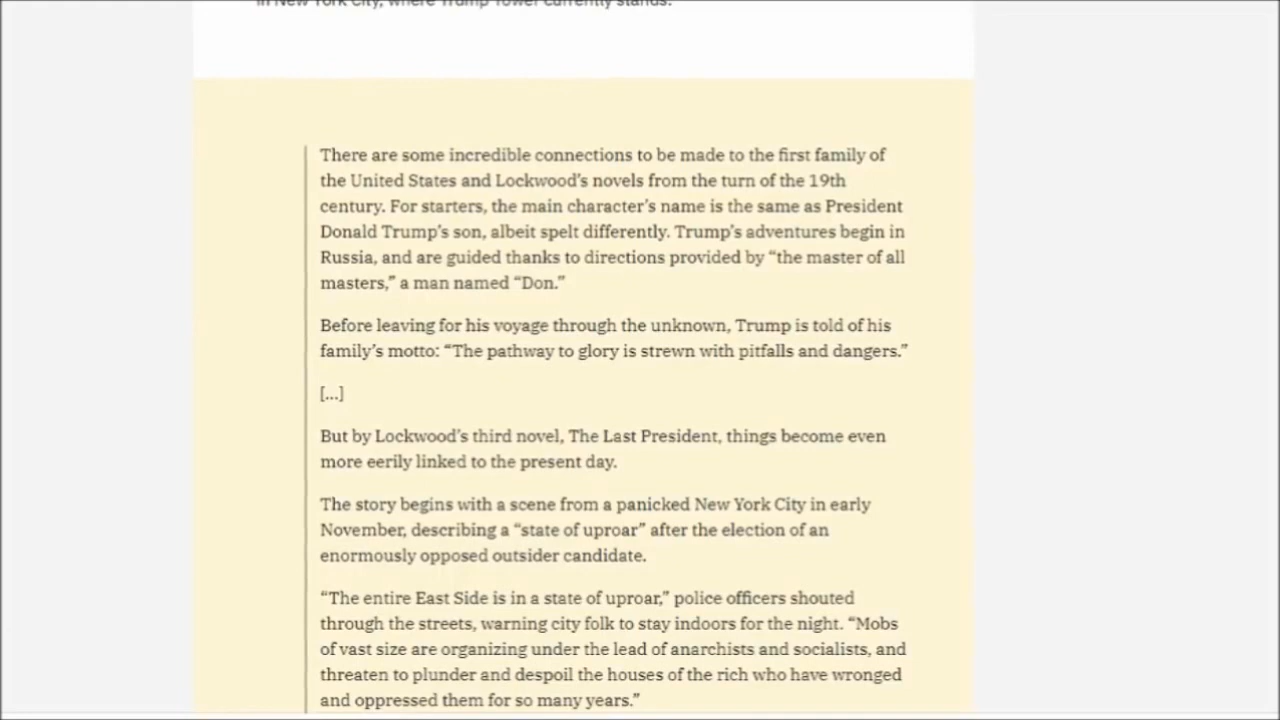 in New York City, where Trump Tower currently stands.
There are some incredible connections to be made to the first family of
the United States and Lockwood's novels from the turn of the 19th
century. For starters, the main character's name is the same as President
Donald Trump's son, albeit spelt differently. Trump's adventures begin in
Russia, and are guided thanks to directions provided by “the master of all
masters,” a man named “Don.”
Before leaving for his voyage through the unknown, Trump is told of his
family's motto: “The pathway to glory is strewn with pitfalls and dangers.”
[...]
But by Lockwood's third novel, The Last President, things become even
more eerily linked to the present day.
The story begins with a scene from a panicked New York City in early
November, describing a “state of uproar” after the election of an
enormously opposed outsider candidate.
“The entire East Side is in a state of uproar,” police officers shouted
through the streets, warning city folk to stay indoors for the night. “Mobs
of vast size are organizing under the lead of anarchists and socialists, and
threaten to plunder and despoil the houses of the rich who have wronged
and oppressed them for so many years.”